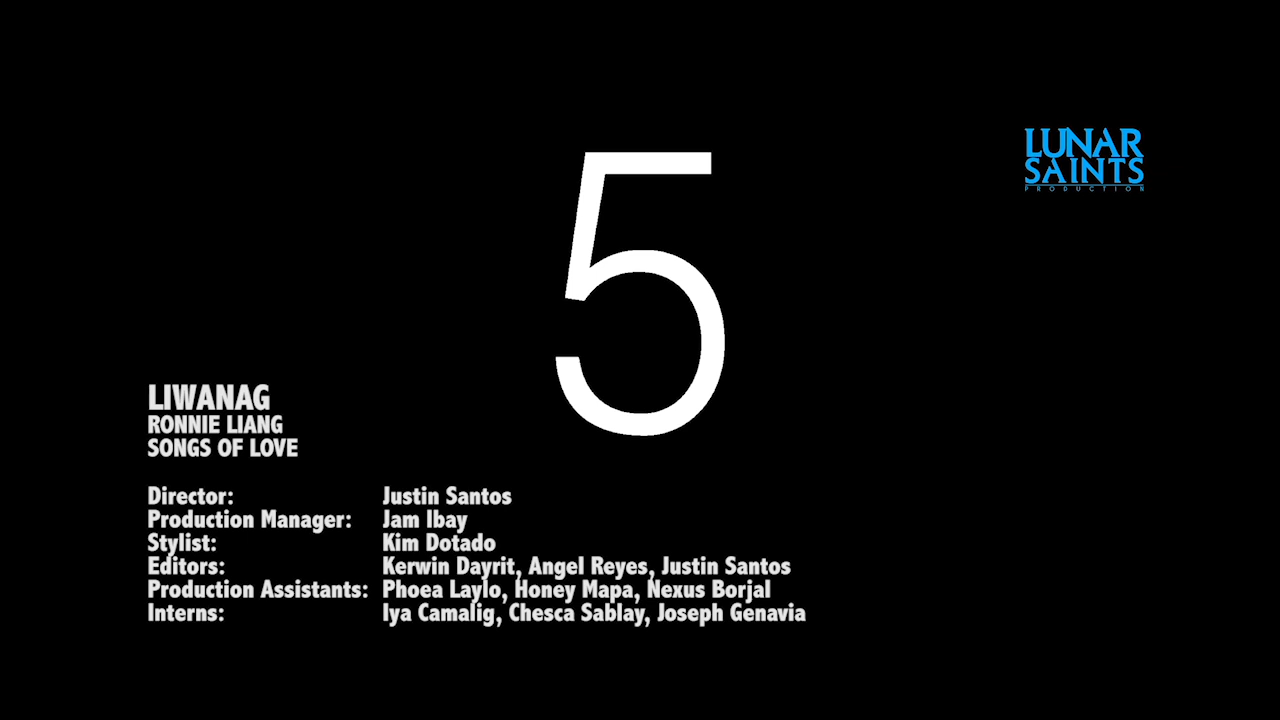 5
LUNAR
SAINTS
PRODUCTION
LIWANAG
RONNIE LIANG
SONGS OF LOVE
Director: Justin Santos
Production Manager: Jam Ibay
Stylist: Kim Dotado
Editors: Kerwin Dayrit, Angel Reyes, Justin Santos
Production Assistants: Phoea Laylo, Honey Mapa, Nexus Borjal
Interns: Iya Camalig, Chesca Sablay, Joseph Genavia